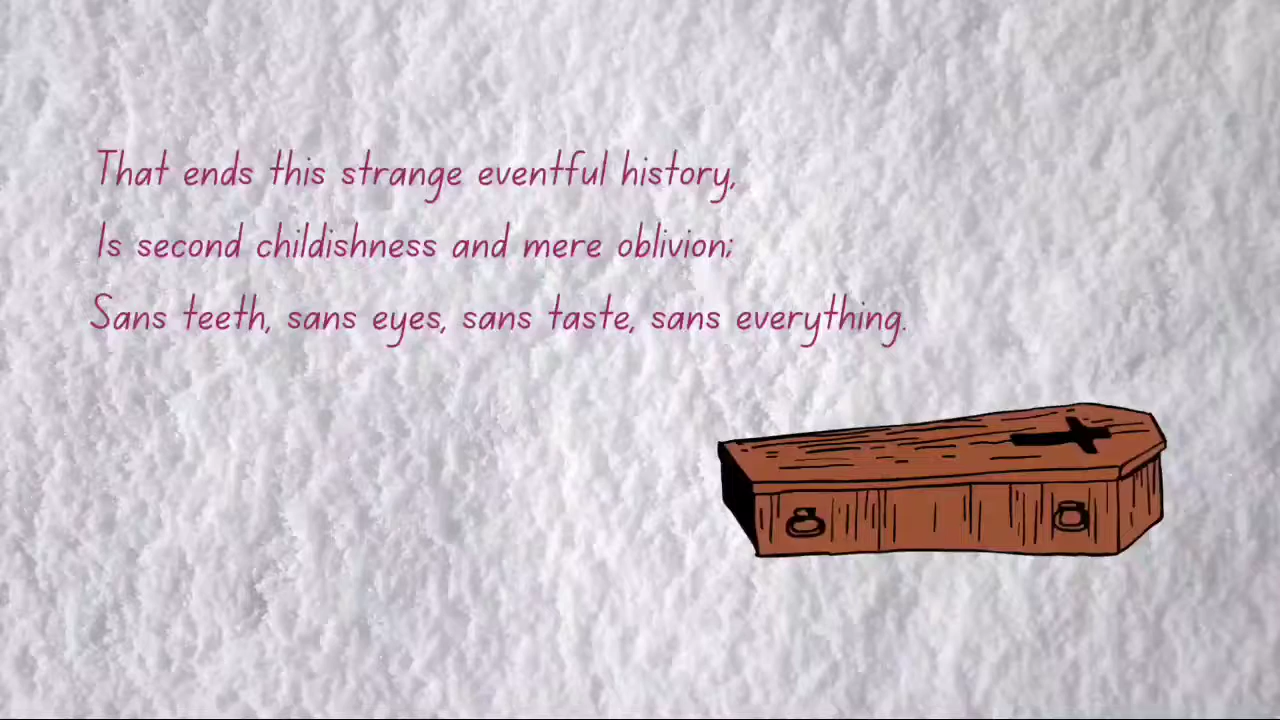 That ends this strange eventful history,
Is second childishness and mere oblivion;
Sans teeth, sans eyes, sans taste, sans everything.